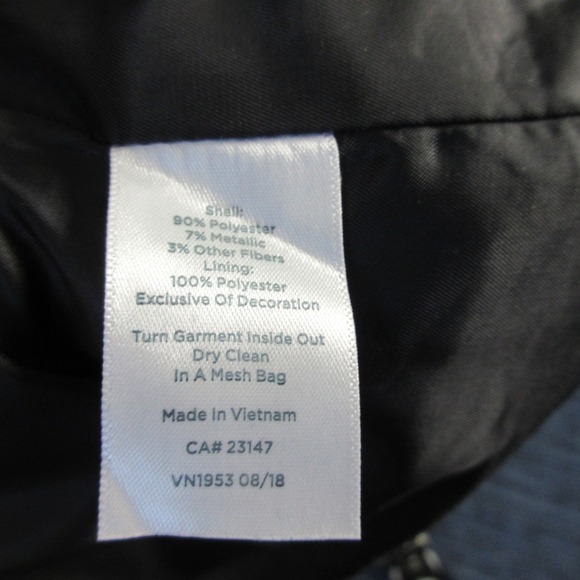 Shell:
90% Polyester
7% Metallic
3% Other Fibers
Lining:
100% Polyester
Exclusive Of Decoration
Turn Garment Inside Out
Dry Clean
In A Mesh Bag
Made In Vietnam
CA# 23147
VN1953 08/18